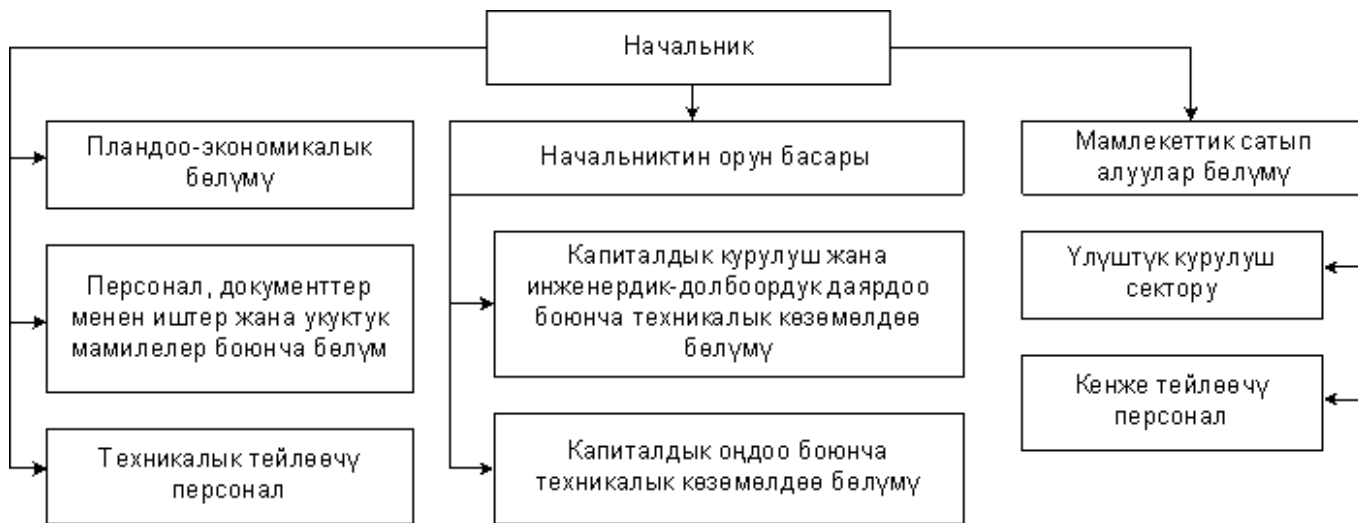 Начальник
Пландоо-экономикалык
бөлүмү
Начальниктин орун басары
Мамлекеттик сатып
алуулар бөлүмү
Персонал, документтер
менен иштер жана укуктук
мамилелер боюнча бөлүм
Капиталдык курулуш жана
инженердик-долбоордук даярдоо
боюнча техникалык көзөмөлдөө
бөлүмү
Үлүштүк курулуш
сектору
Техникалык тейлөөчү
персонал
Капиталдык оңдоо боюнча
техникалык көзөмөлдөө бөлүмү
Кенже тейлөөчү
персонал